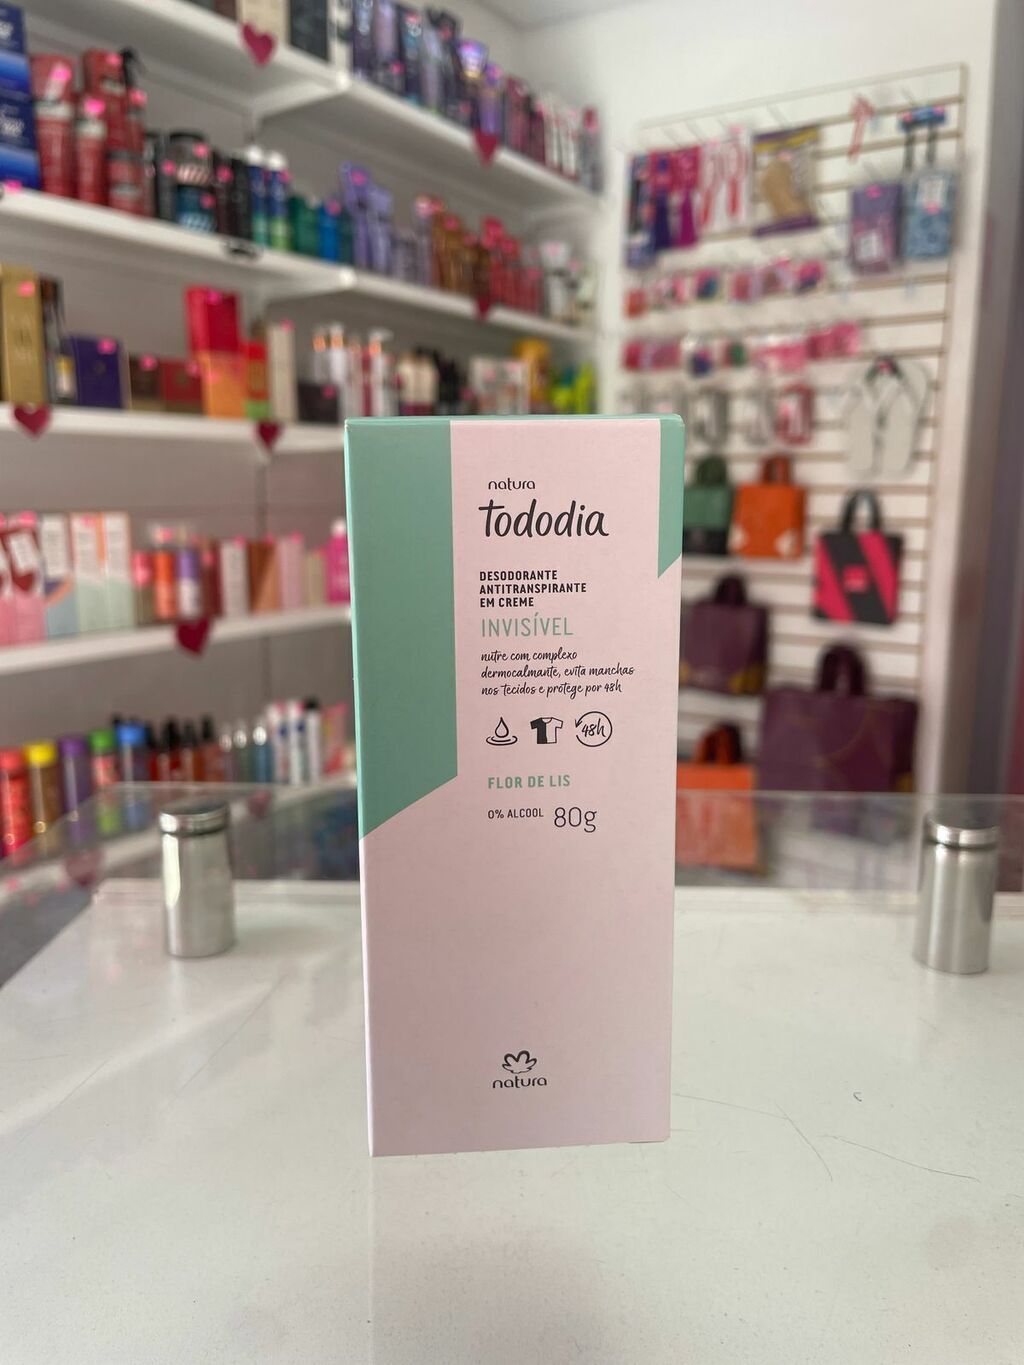 natura
tododia
DESODORANTE
ANTITRANSPIRANTE
EM CREME
INVISÍVEL
nutre com complexo
dermocalmante, evita manchas
nos tecidos e protege por 48h
48h
FLOR DE LIS
0% ALCOOL 80g
natura